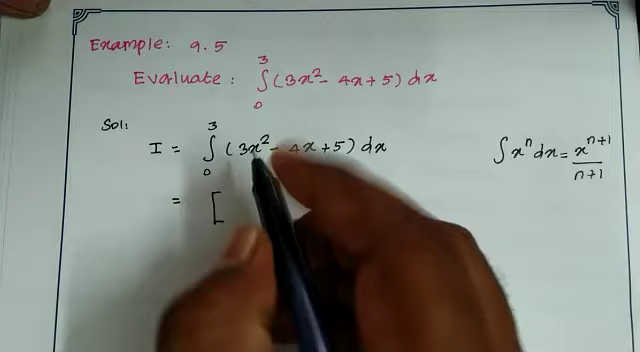 Example: 9.5
Evaluate: ∫₀³ (3x² - 4x + 5) dx
Sol:
I = ∫₀³ (3x² - 4x + 5) dx
∫ xⁿ dx = xⁿ⁺¹/n+1
= [